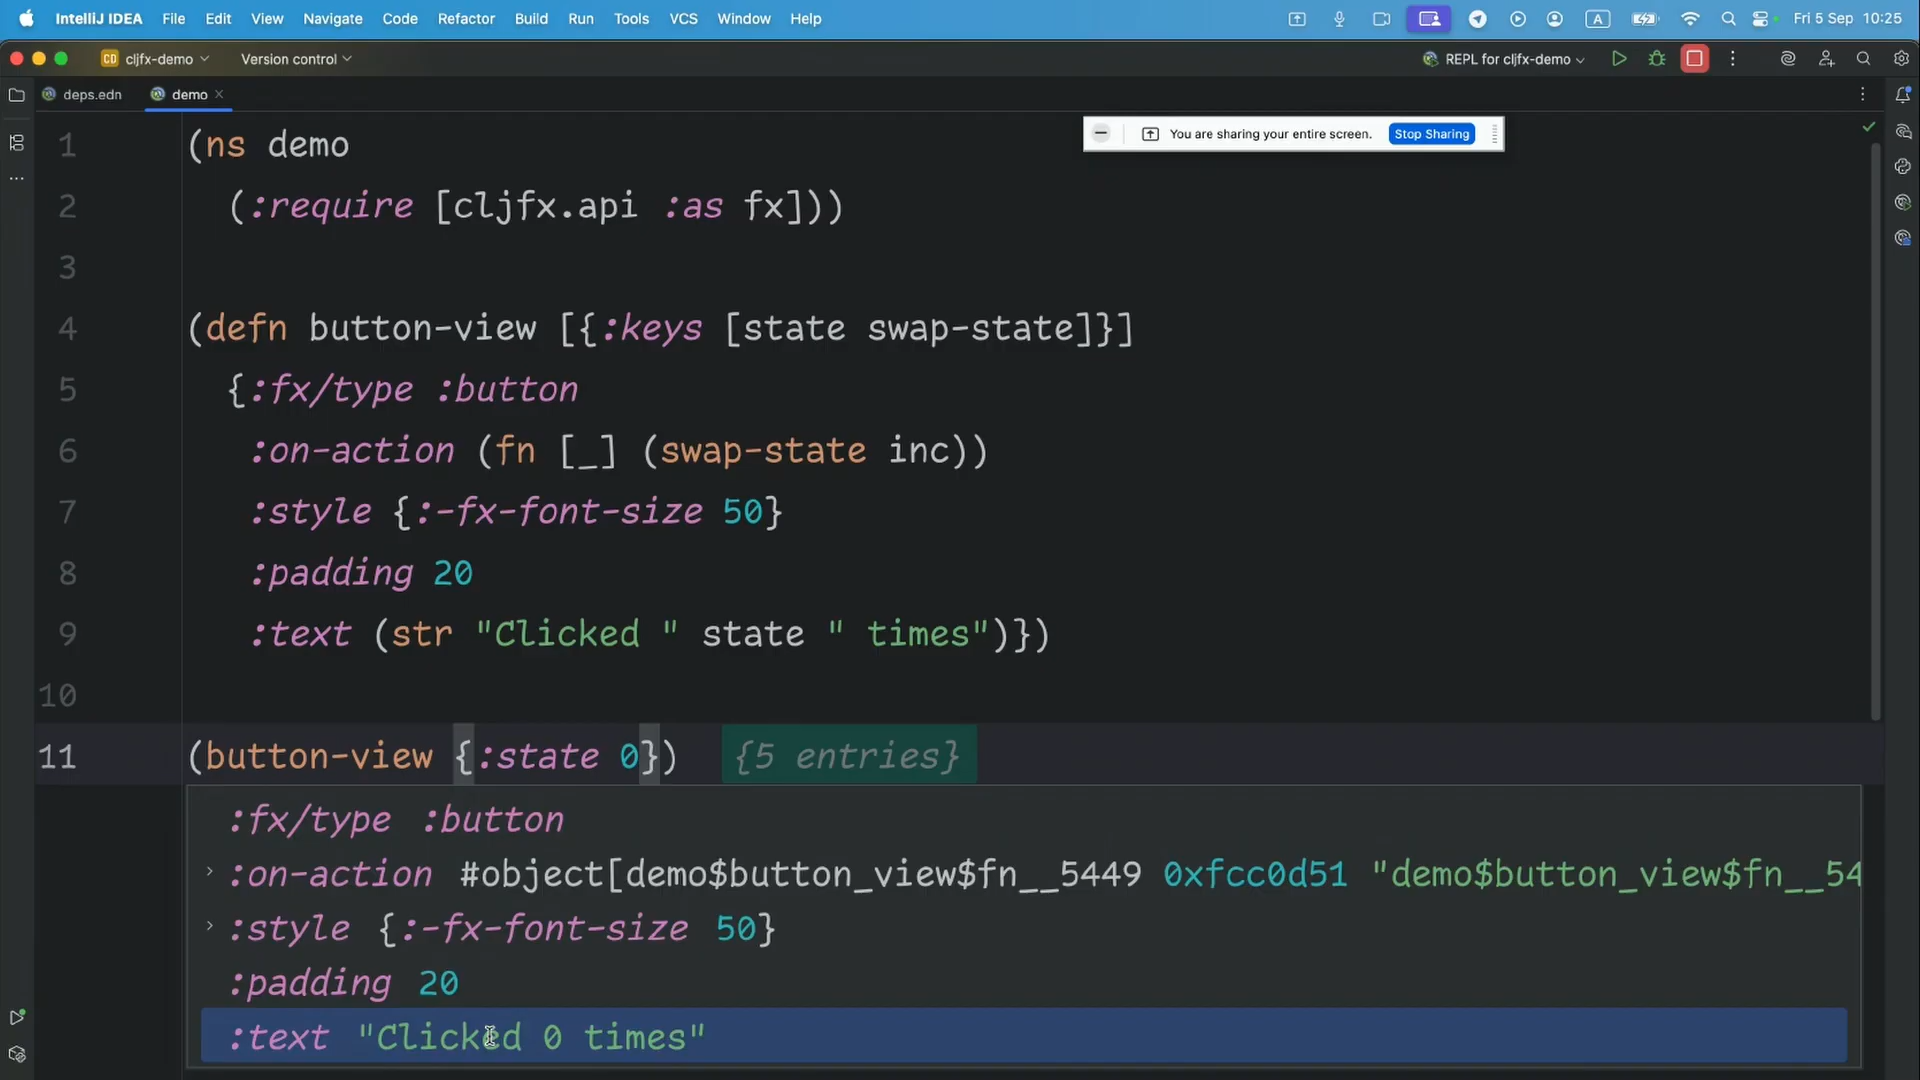 IntelliJ IDEA File Edit View Navigate Code Refactor Build Run Tools VCS Window Help A Fri 5 Sep 10:25
CD cljfx-demo Version control REPL for cljfx-demo
deps.edn demo
You are sharing your entire screen. Stop Sharing
1 (ns demo
2 (:require [cljfx.api :as fx]))
3
4 (defn button-view [{:keys [state swap-state]}]
5 {:fx/type :button
6 :on-action (fn [_] (swap-state inc))
7 :style {:-fx-font-size 50}
8 :padding 20
9 :text (str "Clicked " state " times")})
10
11 (button-view {:state 0}) {5 entries}
:fx/type :button
:on-action #object[demo$button_view$fn__5449 0xfcc0d51 "demo$button_view$fn__54
:style {:-fx-font-size 50}
:padding 20
:text "Clicked 0 times"